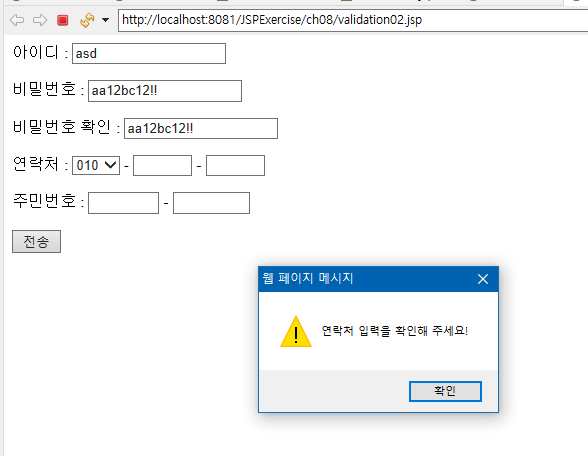 http://localhost:8081/JSPExercise/ch08/validation02.jsp
아이디 : asd
비밀번호 : aa12bc12!!
비밀번호 확인 : aa12bc12!!
연락처 : 010 - -
주민번호 : -
전송
웹 페이지 메시지
연락처 입력을 확인해 주세요!
확인